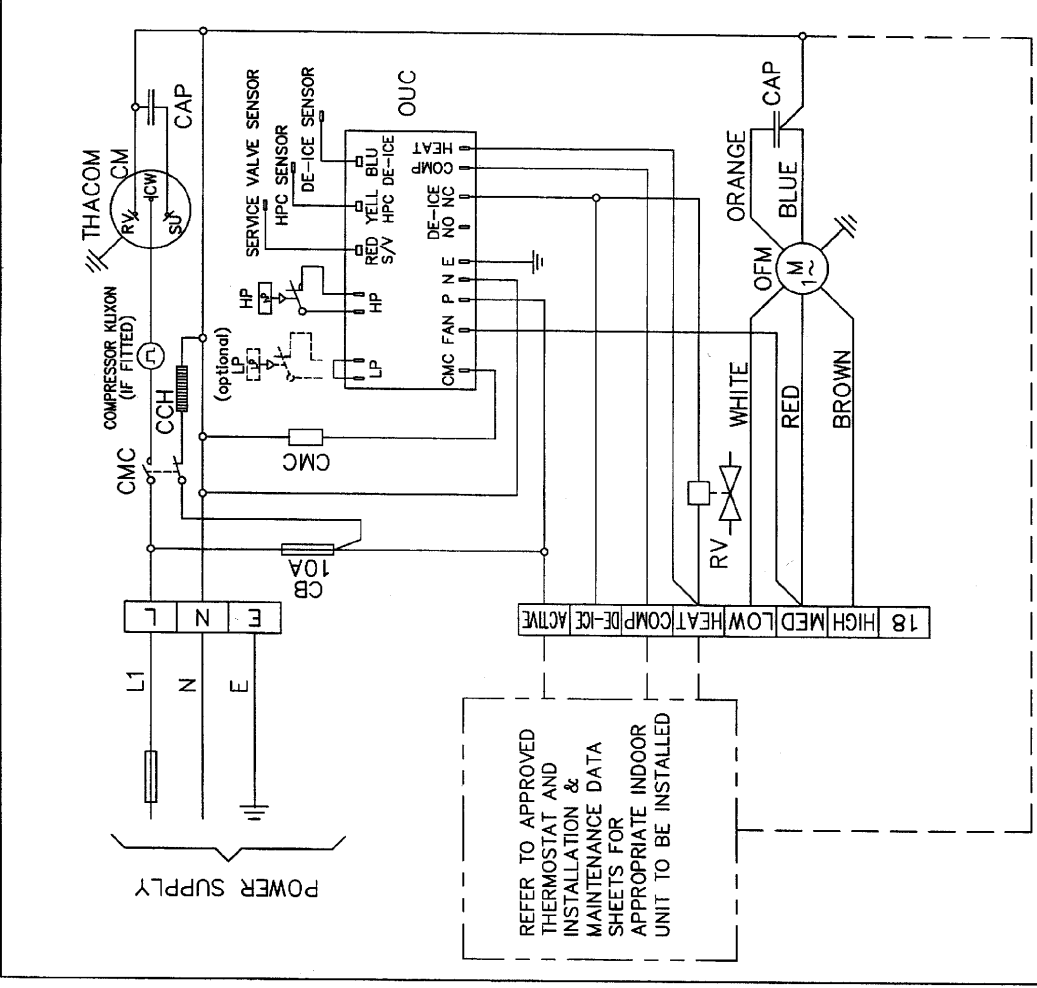 THACOM
CM
RV
CW
SU
CAP
COMPRESSOR KLIXON
(IF FITTED)
CCH
CMC
SERVICE VALVE SENSOR
HPC SENSOR
DE-ICE SENSOR
OUC
HP
LP
(optional)
RED
S/V
YELL
HPC
BLU
DE-ICE
LP
HP
CMC
FAN
P
N
E
DE-ICE
NO
NC
COMP
HEAT
CMC
CB
10A
L
N
E
L1
N
E
POWER SUPPLY
ORANGE
CAP
BLUE
OFM
M
1~
WHITE
RED
BROWN
RV
ACTIVE
DE-ICE
COMP
HEAT
LOW
MED
HIGH
18
REFER TO APPROVED
THERMOSTAT AND
INSTALLATION &
MAINTENANCE DATA
SHEETS FOR
APPROPRIATE INDOOR
UNIT TO BE INSTALLED